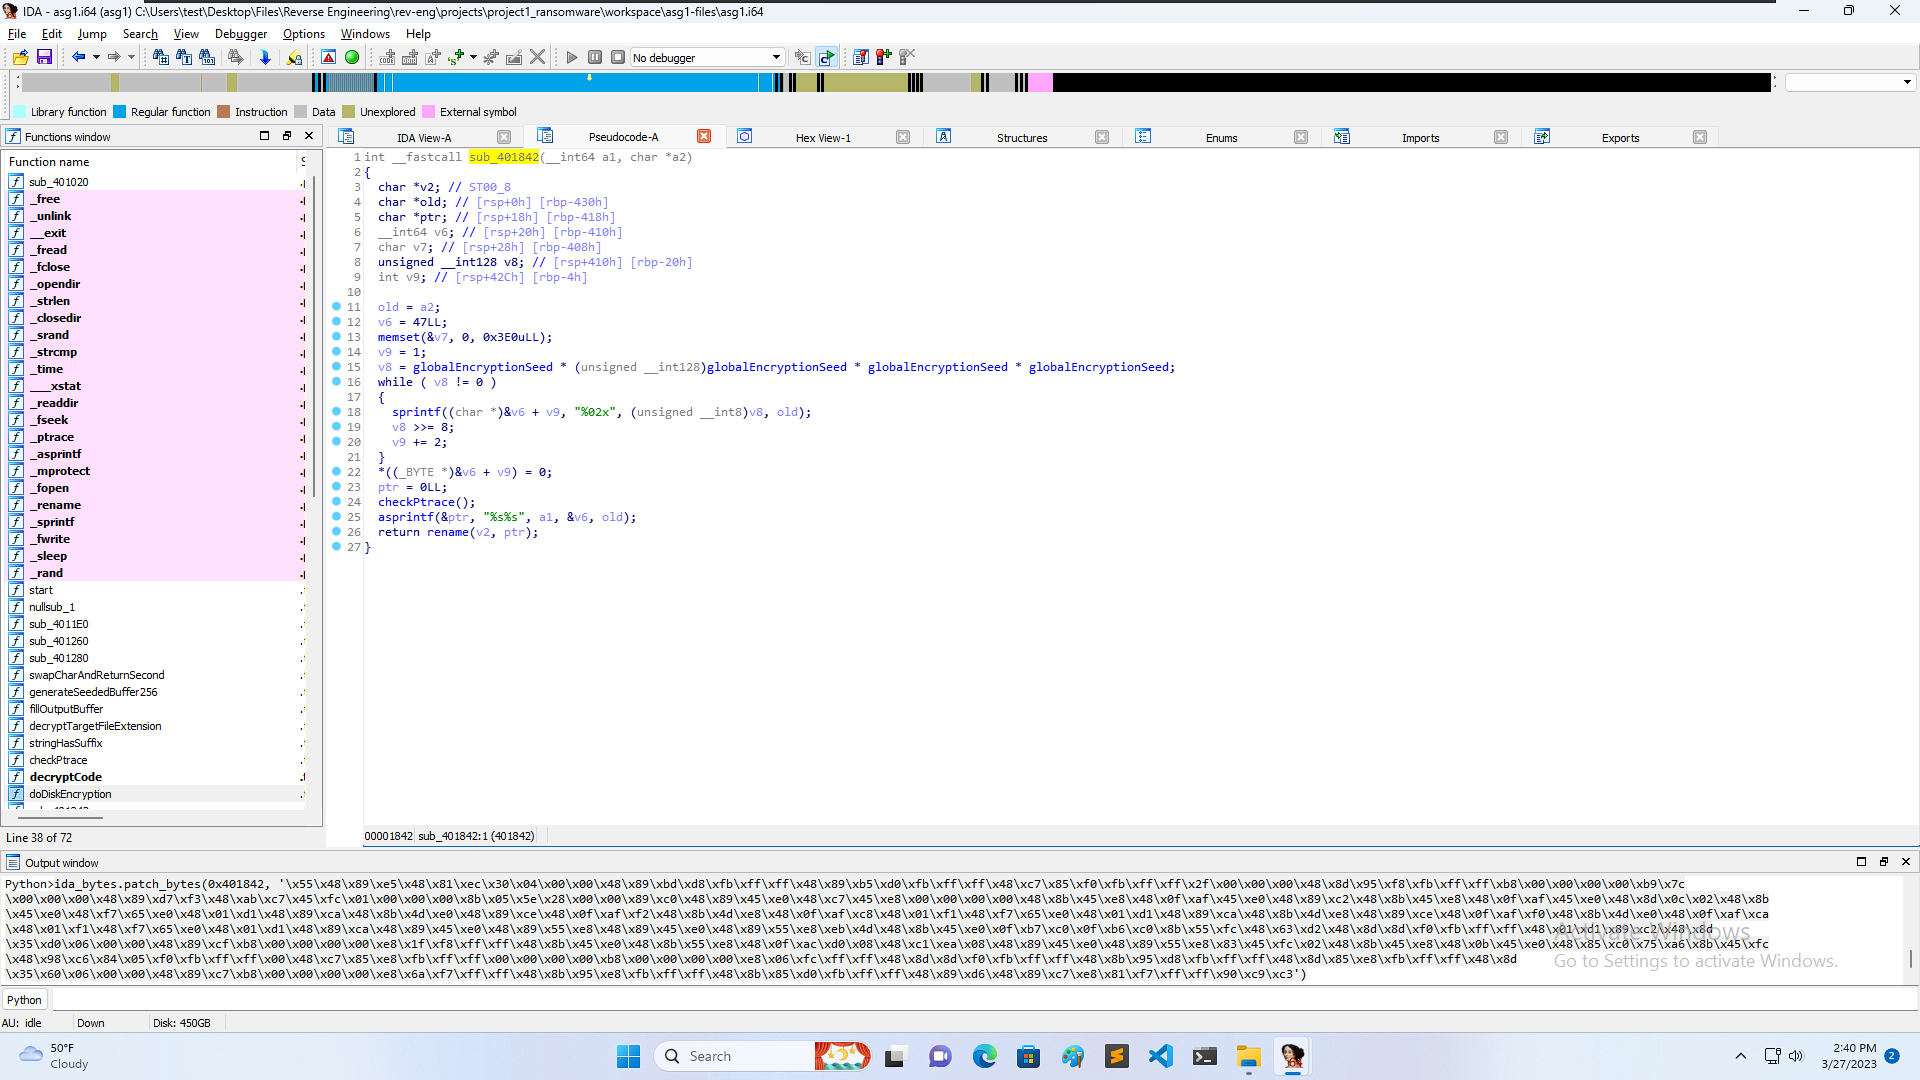 IDA - asg1.i64 (asg1) C:\Users\test\Desktop\Files\Reverse Engineering\rev-eng\projects\project1_ransomware\workspace\asg1-files\asg1.i64
File Edit Jump Search View Debugger Options Windows Help
No debugger
Library function Regular function Instruction Data Unexplored External symbol
Functions window
IDA View-A Pseudocode-A Hex View-1 Structures Enums Imports Exports
Function name
sub_401020
_free
_unlink
__exit
_fread
_fclose
_opendir
_strlen
_closedir
_srand
_strcmp
_time
___xstat
_readdir
_fseek
_ptrace
_asprintf
_mprotect
_fopen
_rename
_sprintf
_fwrite
_sleep
_rand
start
nullsub_1
sub_4011E0
sub_401260
sub_401280
swapCharAndReturnSecond
generateSeededBuffer256
fillOutputBuffer
decryptTargetFileExtension
stringHasSuffix
checkPtrace
decryptCode
doDiskEncryption
Line 38 of 72
1 int __fastcall sub_401842(__int64 a1, char *a2)
2 {
3 char *v2; // ST00_8
4 char *old; // [rsp+0h] [rbp-430h]
5 char *ptr; // [rsp+18h] [rbp-418h]
6 __int64 v6; // [rsp+20h] [rbp-410h]
7 char v7; // [rsp+28h] [rbp-408h]
8 unsigned __int128 v8; // [rsp+410h] [rbp-20h]
9 int v9; // [rsp+42Ch] [rbp-4h]
10
11 old = a2;
12 v6 = 47LL;
13 memset(&v7, 0, 0x3E0uLL);
14 v9 = 1;
15 v8 = globalEncryptionSeed * (unsigned __int128)globalEncryptionSeed * globalEncryptionSeed * globalEncryptionSeed;
16 while ( v8 != 0 )
17 {
18 sprintf((char *)&v6 + v9, "%02x", (unsigned __int8)v8, old);
19 v8 >>= 8;
20 v9 += 2;
21 }
22 *((_BYTE *)&v6 + v9) = 0;
23 ptr = 0LL;
24 checkPtrace();
25 asprintf(&ptr, "%s%s", a1, &v6, old);
26 return rename(v2, ptr);
27 }
00001842 sub_401842:1 (401842)
Output window
Python>ida_bytes.patch_bytes(0x401842, '\x55\x48\x89\xe5\x48\x81\xec\x30\x04\x00\x00\x48\x89\xbd\xd8\xfb\xff\xff\x48\x89\xb5\xd0\xfb\xff\xff\x48\xc7\x85\xf0\xfb\xff\xff\x2f\x00\x00\x00\x48\x8d\x95\xf8\xfb\xff\xff\xb8\x00\x00\x00\x00\xb9\x7c
\x00\x00\x00\x48\x89\xd7\xf3\x48\xab\xc7\x45\xfc\x01\x00\x00\x00\x8b\x05\x5e\x28\x00\x00\x89\xc0\x48\x89\x45\xe0\x48\xc7\x45\xe8\x00\x00\x00\x00\x48\x8b\x45\xe8\x48\x0f\xaf\x45\xe0\x48\x89\xc2\x48\x8b\x45\xe8\x48\x0f\xaf\x45\xe0\x48\x8d\x0c\x02\x48\x8b
\x45\xe0\x48\xf7\x65\xe0\x48\x01\xd1\x48\x89\xca\x48\x8b\x4d\xe0\x48\x89\xce\x48\x0f\xaf\xf2\x48\x8b\x4d\xe8\x48\x0f\xaf\xc8\x48\x01\xf1\x48\xf7\x65\xe0\x48\x01\xd1\x48\x89\xca\x48\x8b\x4d\xe8\x48\x89\xce\x48\x0f\xaf\xf0\x48\x8b\x4d\xe0\x48\x0f\xaf\xca
\x48\x01\xf1\x48\xf7\x65\xe0\x48\x01\xd1\x48\x89\xca\x48\x89\x45\xe0\x48\x89\x55\xe8\x48\x89\x45\xe0\x48\x89\x55\xe8\xeb\x4d\x48\x8b\x45\xe0\x0f\xb7\xc0\x0f\xb6\xc0\x8b\x55\xfc\x48\x63\xd2\x48\x8d\x8d\xf0\xfb\xff\xff\x48\x01\xd1\x89\xc2\x48\x8d
\x35\xd0\x06\x00\x00\x48\x89\xcf\xb8\x00\x00\x00\x00\xe8\x1f\xf8\xff\xff\x48\x8b\x45\xe0\x48\x8b\x55\xe8\x48\x0f\xac\xd0\x08\x48\xc1\xea\x08\x48\x89\x45\xe0\x48\x89\x55\xe8\x83\x45\xfc\x02\x48\x8b\x45\xe8\x48\x0b\x45\xe0\x48\x85\xc0\x75\xa6\x8b\x45\xfc
\x48\x98\xc6\x84\x05\xf0\xfb\xff\xff\x00\x48\xc7\x85\xe8\xfb\xff\xff\x00\x00\x00\x00\xb8\x00\x00\x00\x00\xe8\x06\xfc\xff\xff\x48\x8d\x8d\xf0\xfb\xff\xff\x48\x8b\x95\xd8\xfb\xff\xff\x48\x8d\x85\xe8\xfb\xff\xff\x48\x8d
\x35\x60\x06\x00\x00\x48\x89\xc7\xb8\x00\x00\x00\x00\xe8\x6a\xf7\xff\xff\x48\x8b\x95\xe8\xfb\xff\xff\x48\x8b\x85\xd0\xfb\xff\xff\x48\x89\xd6\x48\x89\xc7\xe8\x81\xf7\xff\xff\x90\xc9\xc3')
Activate Windows
Go to Settings to activate Windows.
Python
AU: idle Down Disk: 450GB
50°F
Cloudy
Search
2:40 PM
3/27/2023
2